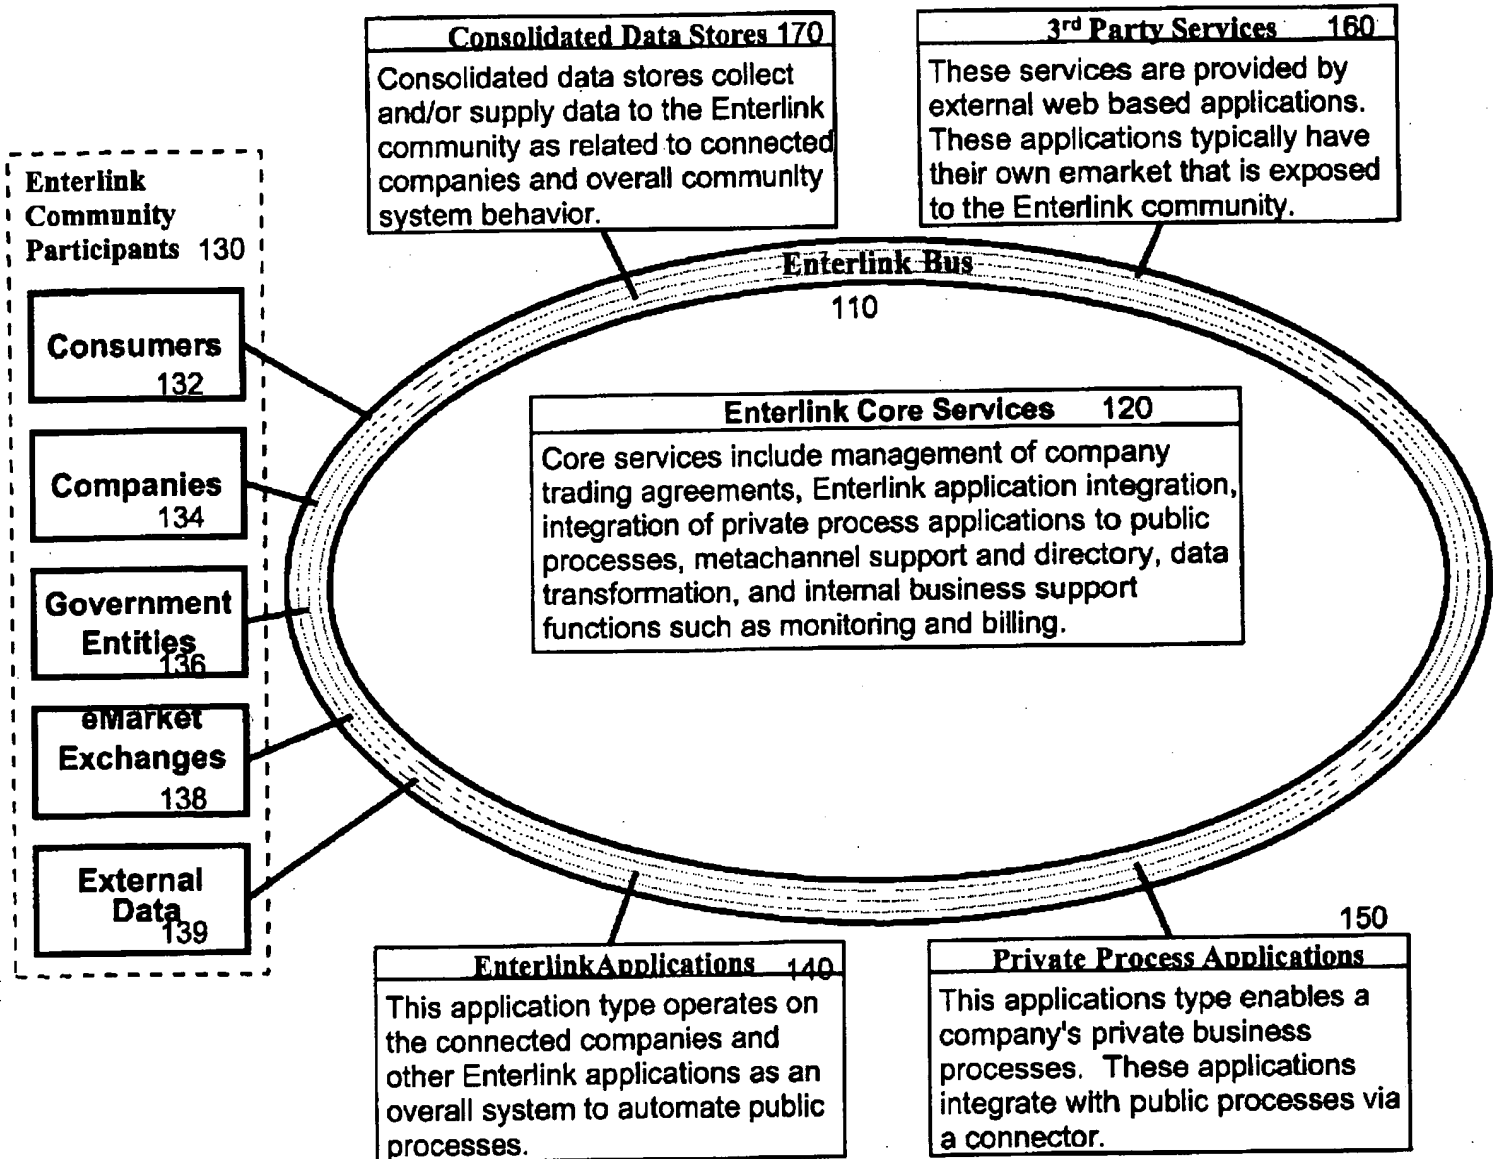 Consolidated Data Stores 170
Consolidated data stores collect
and/or supply data to the Enterlink
community as related to connected
companies and overall community
system behavior.
3rd Party Services 160
These services are provided by
external web based applications.
These applications typically have
their own emarket that is exposed
to the Enterlink community.
Enterlink
Community
Participants 130
Consumers
132
Companies
134
Government
Entities
136
eMarket
Exchanges
138
External
Data
139
Enterlink Bus
110
Enterlink Core Services 120
Core services include management of company
trading agreements, Enterlink application integration,
integration of private process applications to public
processes, metachannel support and directory, data
transformation, and internal business support
functions such as monitoring and billing.
EnterlinkApplications 140
This application type operates on
the connected companies and
other Enterlink applications as an
overall system to automate public
processes.
150
Private Process Applications
This applications type enables a
company's private business
processes. These applications
integrate with public processes via
a connector.